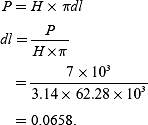 P = H × πdl
dl = P / (H×π)
= (7 × 10³) / (3.14 × 62.28 × 10³)
= 0.0658.